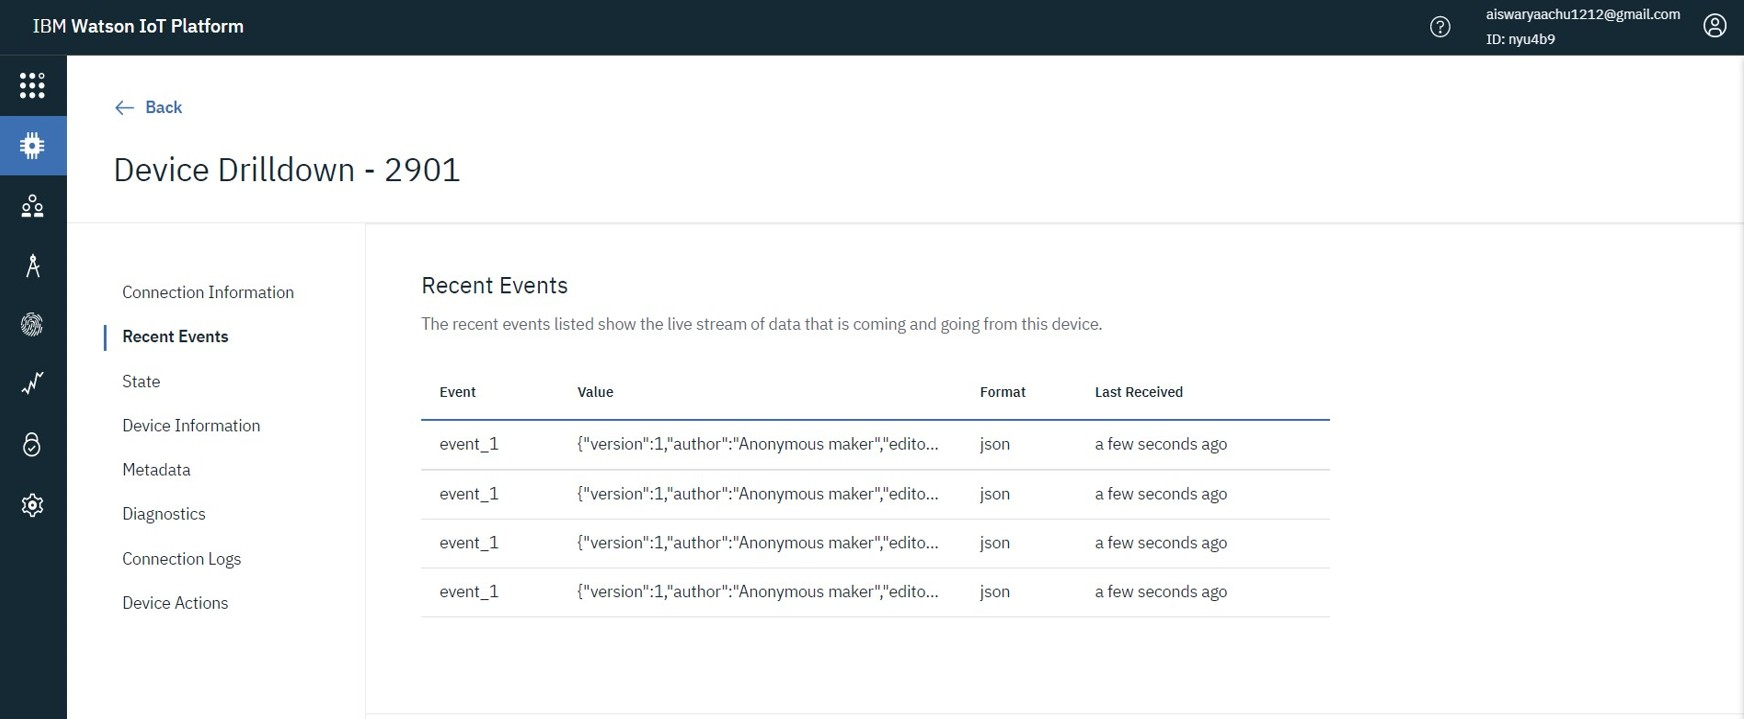 IBM Watson IoT Platform
aiswaryaachu1212@gmail.com
ID: nyu4b9
Back
Device Drilldown - 2901
Connection Information
Recent Events
State
Device Information
Metadata
Diagnostics
Connection Logs
Device Actions
Recent Events
The recent events listed show the live stream of data that is coming and going from this device.
Event Value Format Last Received
event_1 {"version":1,"author":"Anonymous maker","edito... json a few seconds ago
event_1 {"version":1,"author":"Anonymous maker","edito... json a few seconds ago
event_1 {"version":1,"author":"Anonymous maker","edito... json a few seconds ago
event_1 {"version":1,"author":"Anonymous maker","edito... json a few seconds ago